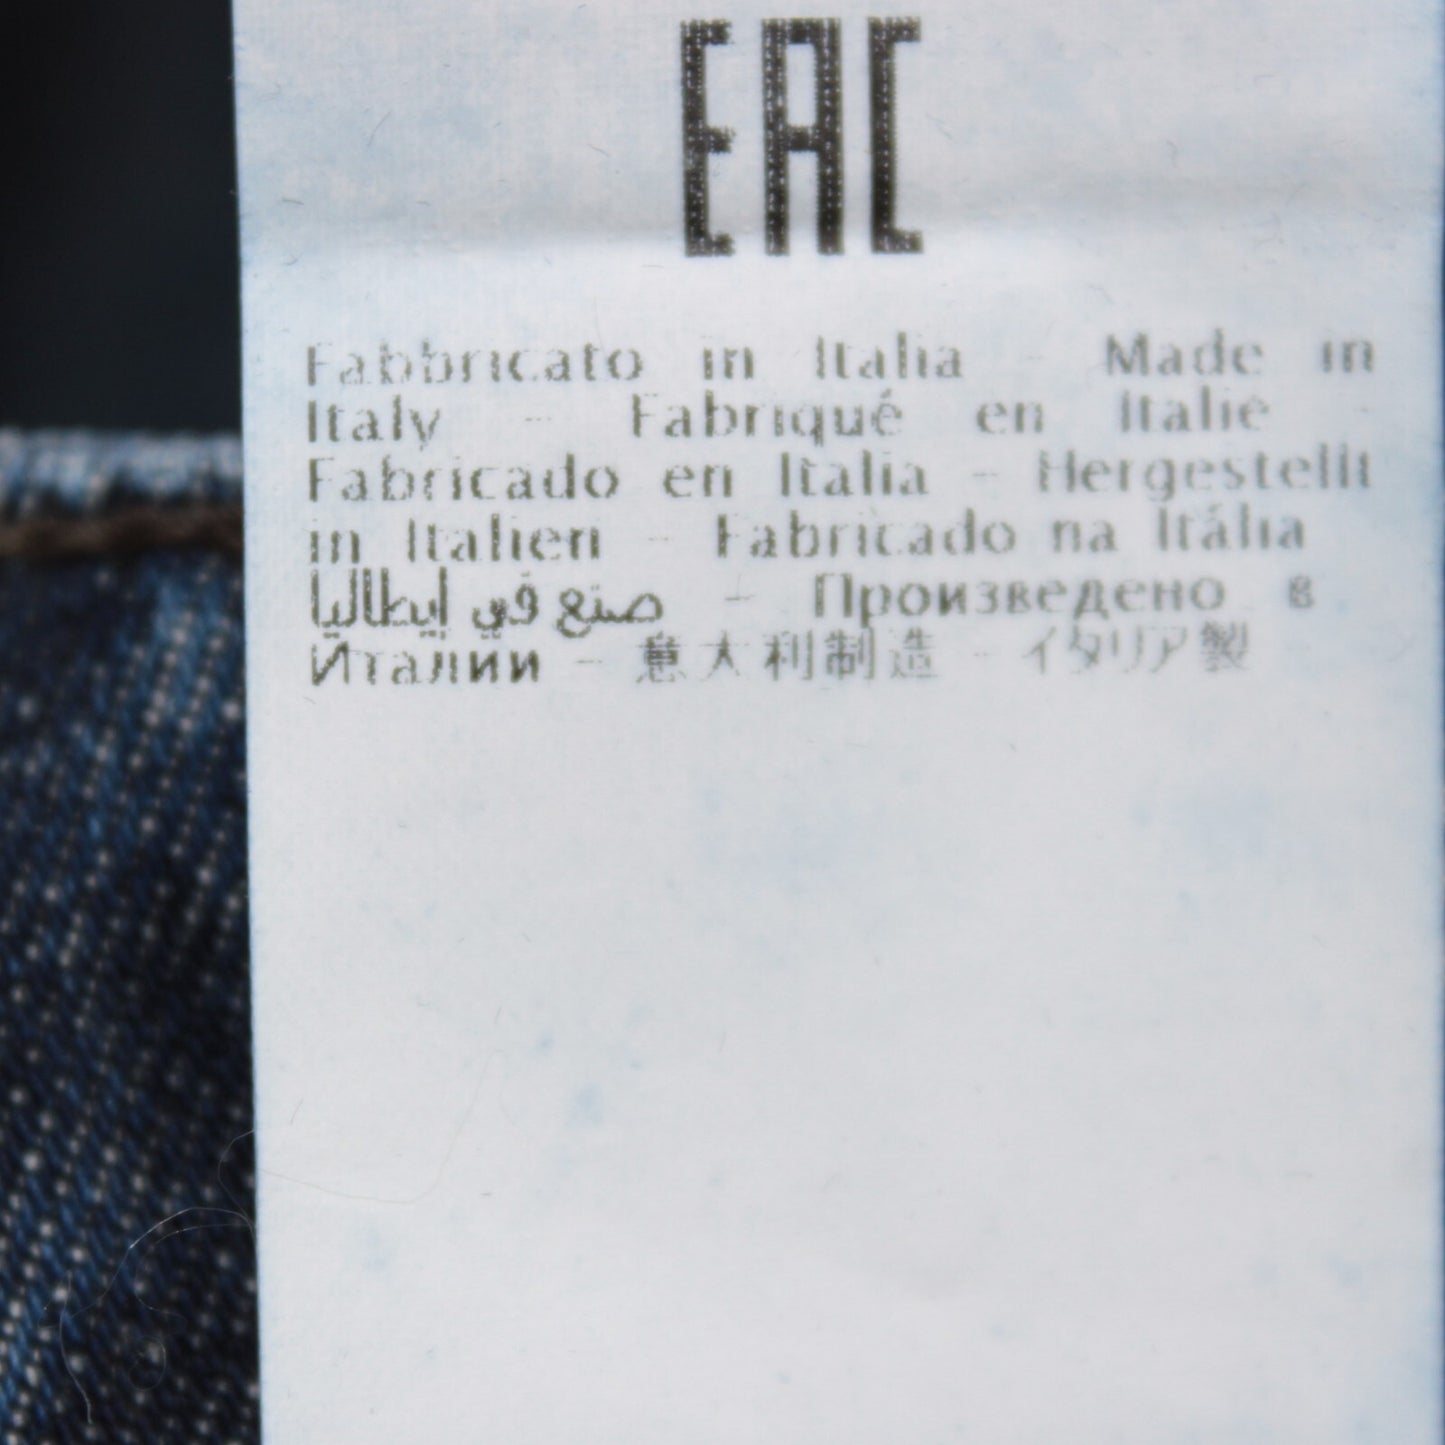 EAC
Fabbricato in Italia - Made in
Italy - Fabriqué en Italie -
Fabricado en Italia - Hergestellt
in Italien - Fabricado na Itália
صنع في إيطاليا - Произведено в
Италии - 意大利制造 - イタリア製